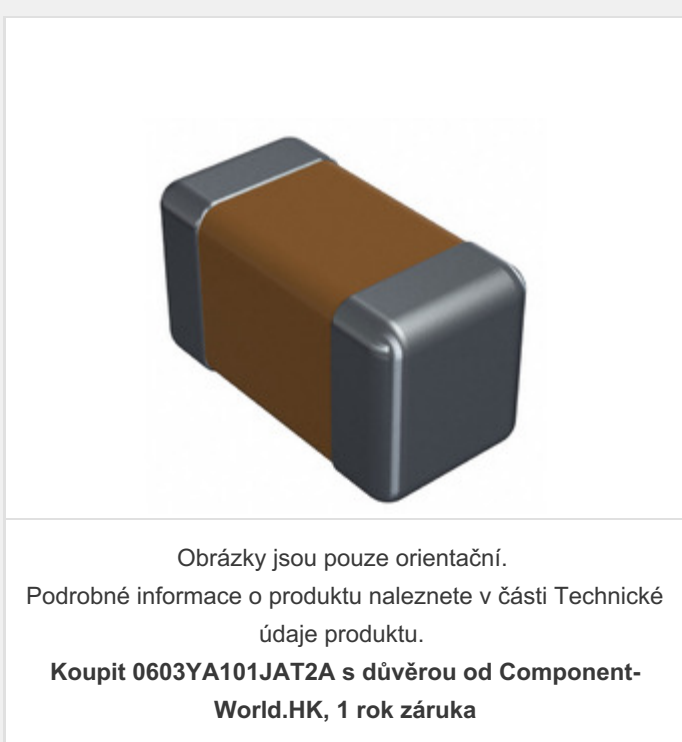 Obrázky jsou pouze orientační.
Podrobné informace o produktu naleznete v části Technické
údaje produktu.
Koupit 0603YA101JAT2A s důvěrou od Component-
World.HK, 1 rok záruka